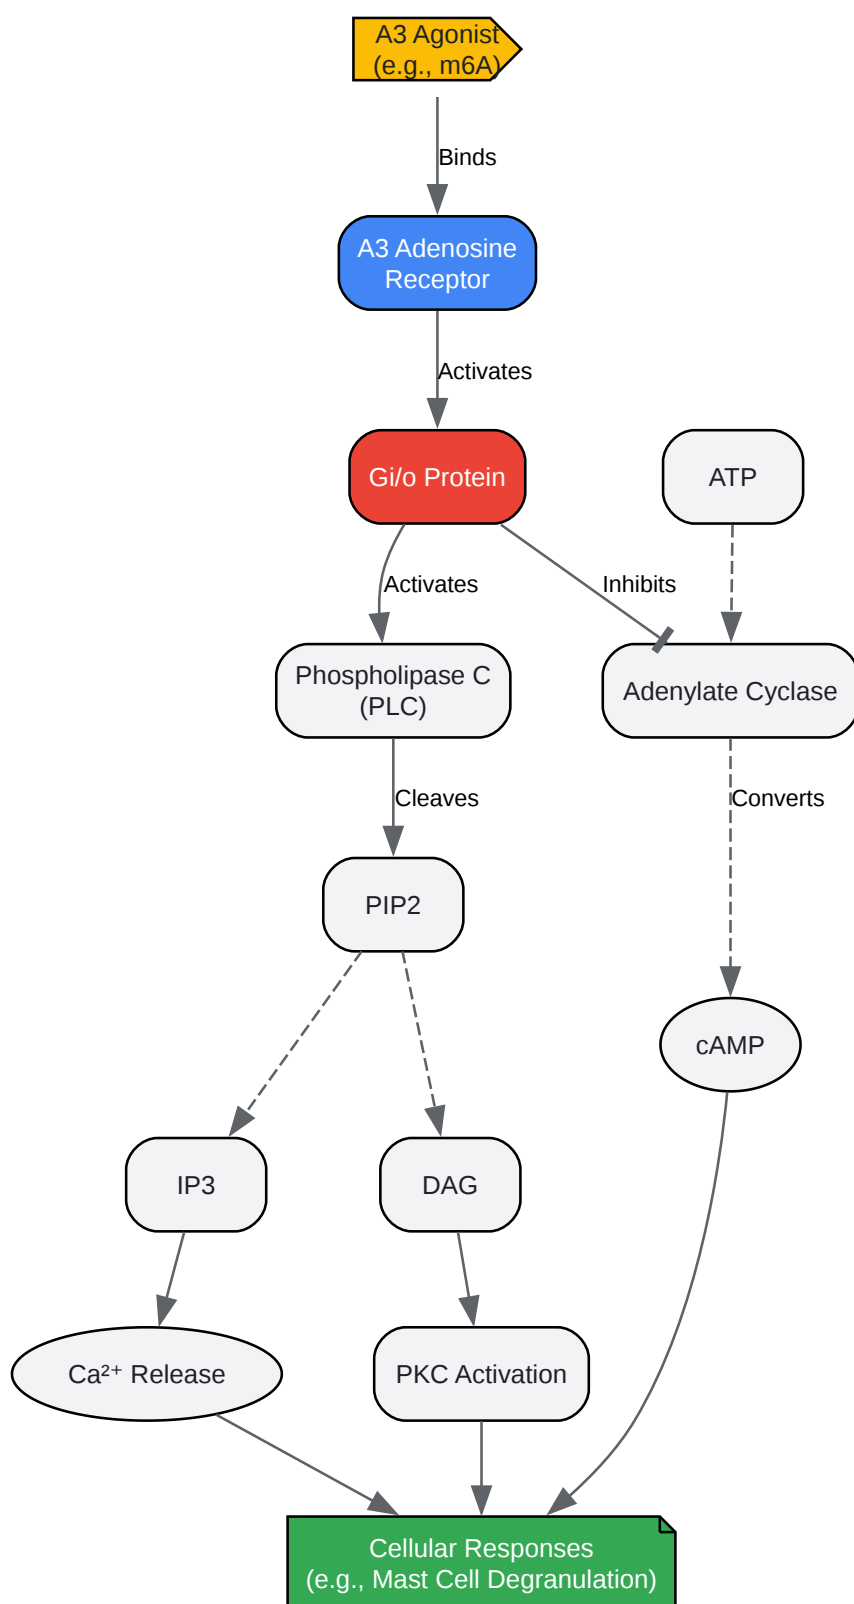 A3 Agonist
(e.g., m6A)
Binds
A3 Adenosine
Receptor
Activates
Gi/o Protein
ATP
Activates
Inhibits
Phospholipase C
(PLC)
Adenylate Cyclase
Cleaves
Converts
PIP2
cAMP
IP3
DAG
Ca²⁺ Release
PKC Activation
Cellular Responses
(e.g., Mast Cell Degranulation)